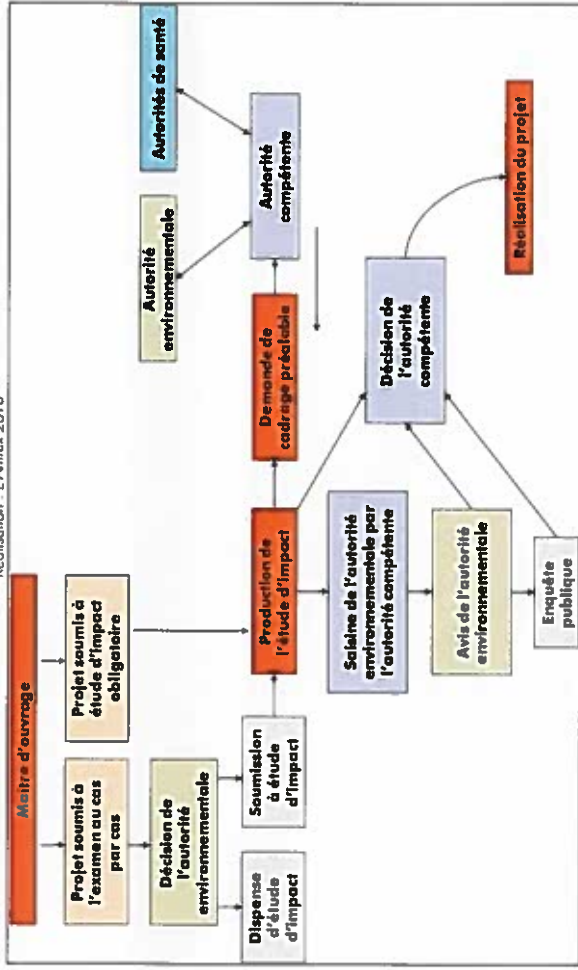 Maître d'ouvrage
Projet soumis à
l'examen au cas
par cas
Projet soumis à
étude d'impact
obligatoire
Décision de
l'autorité
environnementale
Dispense
d'étude
d'impact
Soumission
à étude
d'impact
Production de
l'étude d'impact
Demande de
cadrage préalable
Autorité
compétente
Autorité
environnementale
Autorités de santé
Saisine de l'autorité
environnementale par
l'autorité compétente
Avis de l'autorité
environnementale
Enquête
publique
Décision de
l'autorité
compétente
Réalisation du projet